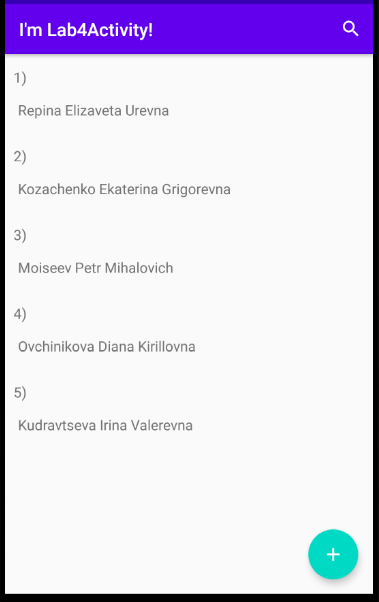 I'm Lab4Activity!
1)
Repina Elizaveta Urevna
2)
Kozachenko Ekaterina Grigorevna
3)
Moiseev Petr Mihalovich
4)
Ovchinikova Diana Kirillovna
5)
Kudravtseva Irina Valerevna
+